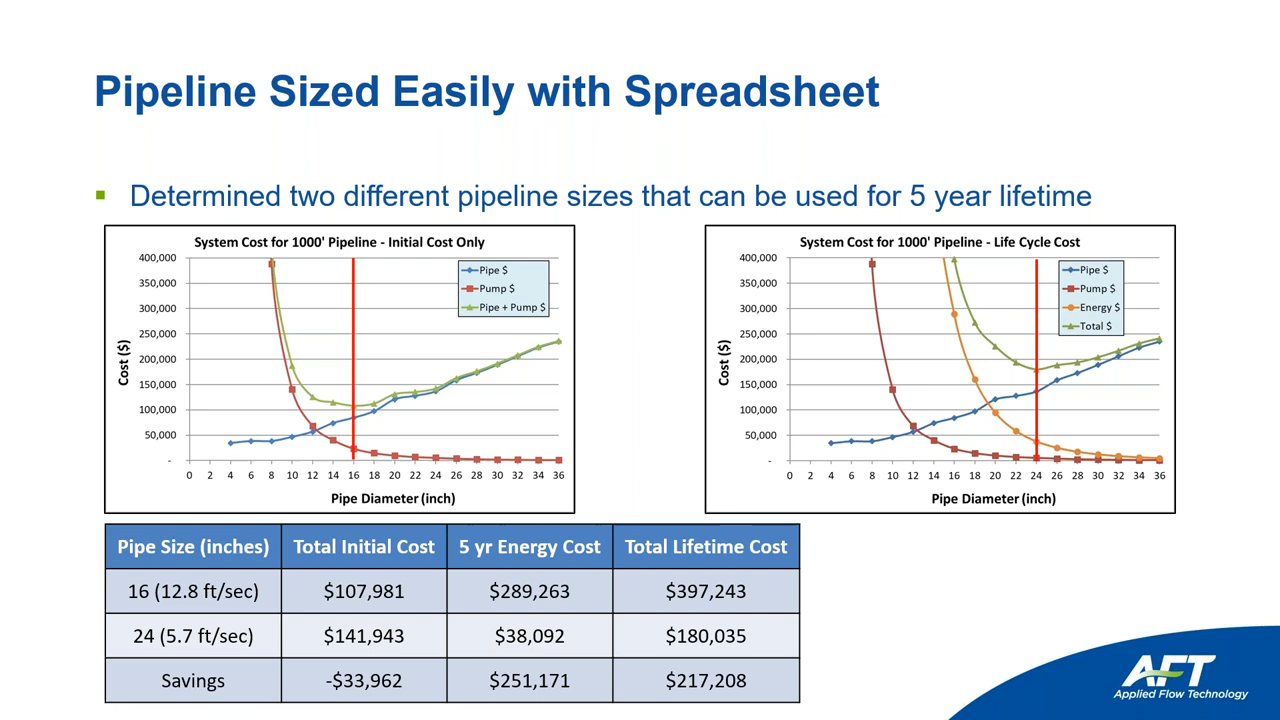 Pipeline Sized Easily with Spreadsheet
Determined two different pipeline sizes that can be used for 5 year lifetime
System Cost for 1000' Pipeline - Initial Cost Only
400,000
350,000
300,000
250,000
200,000
150,000
100,000
50,000
-
Cost ($)
Pipe $
Pump $
Pipe + Pump $
0 2 4 6 8 10 12 14 16 18 20 22 24 26 28 30 32 34 36
Pipe Diameter (inch)
System Cost for 1000' Pipeline - Life Cycle Cost
400,000
350,000
300,000
250,000
200,000
150,000
100,000
50,000
-
Cost ($)
Pipe $
Pump $
Energy $
Total $
0 2 4 6 8 10 12 14 16 18 20 22 24 26 28 30 32 34 36
Pipe Diameter (inch)
Pipe Size (inches) Total Initial Cost 5 yr Energy Cost Total Lifetime Cost
16 (12.8 ft/sec) $107,981 $289,263 $397,243
24 (5.7 ft/sec) $141,943 $38,092 $180,035
Savings -$33,962 $251,171 $217,208
AFT
Applied Flow Technology